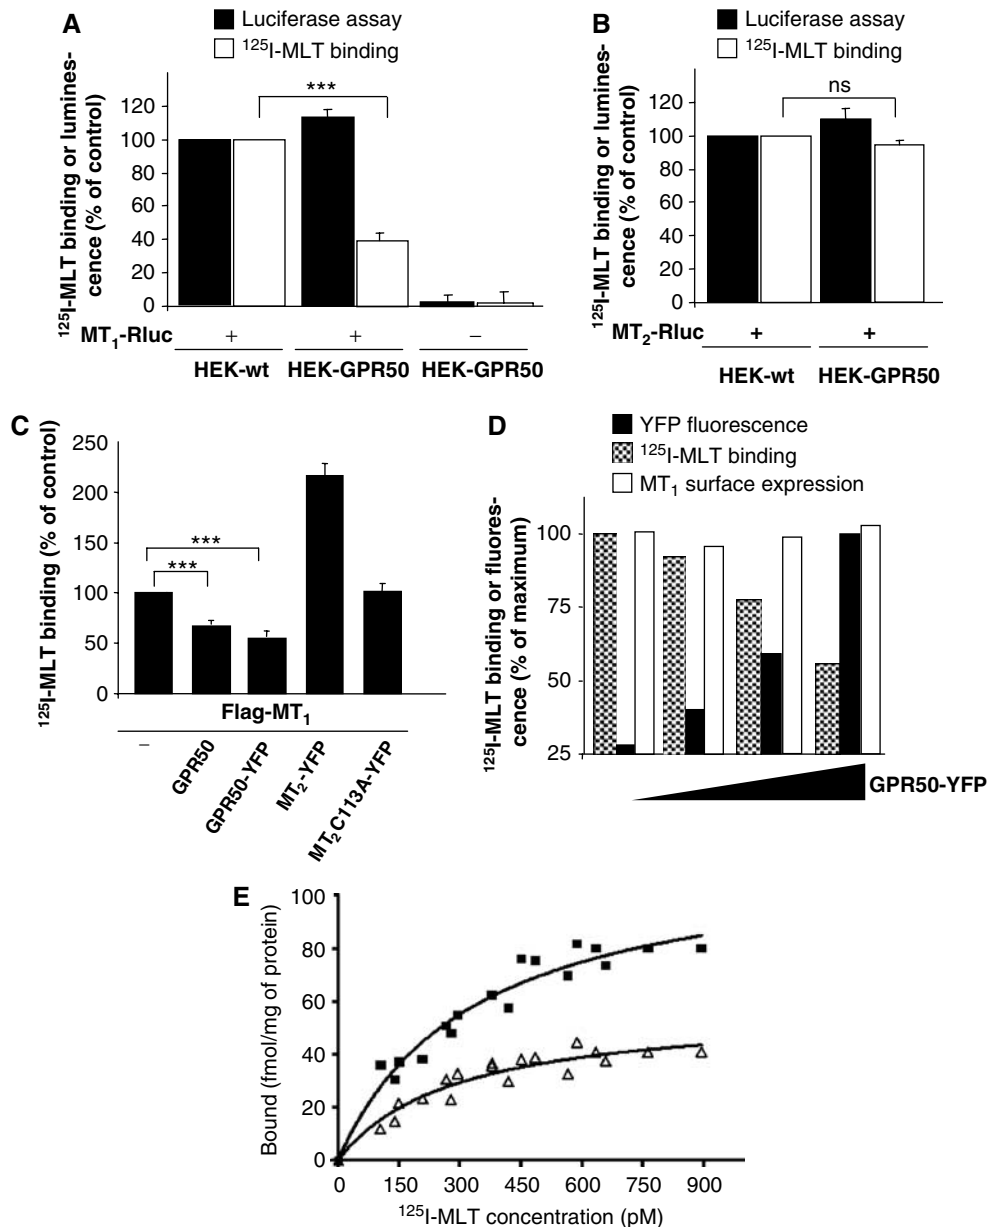 A
Luciferase assay
¹²⁵I-MLT binding
¹²⁵I-MLT binding or lumines-
cence (% of control)
120
100
80
60
40
20
0
***
MT₁-Rluc + + −
HEK-wt HEK-GPR50 HEK-GPR50
B
Luciferase assay
¹²⁵I-MLT binding
¹²⁵I-MLT binding or lumines-
cence (% of control)
120
100
80
60
40
20
0
ns
MT₂-Rluc + +
HEK-wt HEK-GPR50
C
¹²⁵I-MLT binding (% of control)
250
200
150
100
50
0
***
***
Flag-MT₁
−
GPR50
GPR50-YFP
MT₂-YFP
MT₂C113A-YFP
D
YFP fluorescence
¹²⁵I-MLT binding
MT₁ surface expression
¹²⁵I-MLT binding or fluores-
cence (% of maximum)
100
75
50
25
GPR50-YFP
E
Bound (fmol/mg of protein)
100
80
60
40
20
0
0 150 300 450 600 750 900
¹²⁵I-MLT concentration (pM)